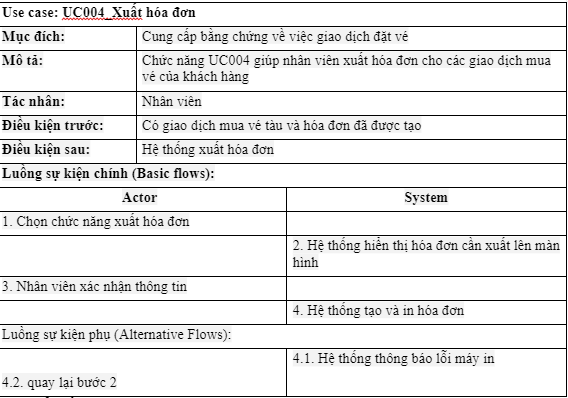 Use case: UC004_Xuất hóa đơn
Mục đích: Cung cấp bằng chứng về việc giao dịch đặt vé
Mô tả: Chức năng UC004 giúp nhân viên xuất hóa đơn cho các giao dịch mua
vé của khách hàng
Tác nhân: Nhân viên
Điều kiện trước: Có giao dịch mua vé tàu và hóa đơn đã được tạo
Điều kiện sau: Hệ thống xuất hóa đơn
Luồng sự kiện chính (Basic flows):
Actor System
1. Chọn chức năng xuất hóa đơn
2. Hệ thống hiển thị hóa đơn cần xuất lên màn
hình
3. Nhân viên xác nhận thông tin
4. Hệ thống tạo và in hóa đơn
Luồng sự kiện phụ (Alternative Flows):
4.1. Hệ thống thông báo lỗi máy in
4.2. quay lại bước 2